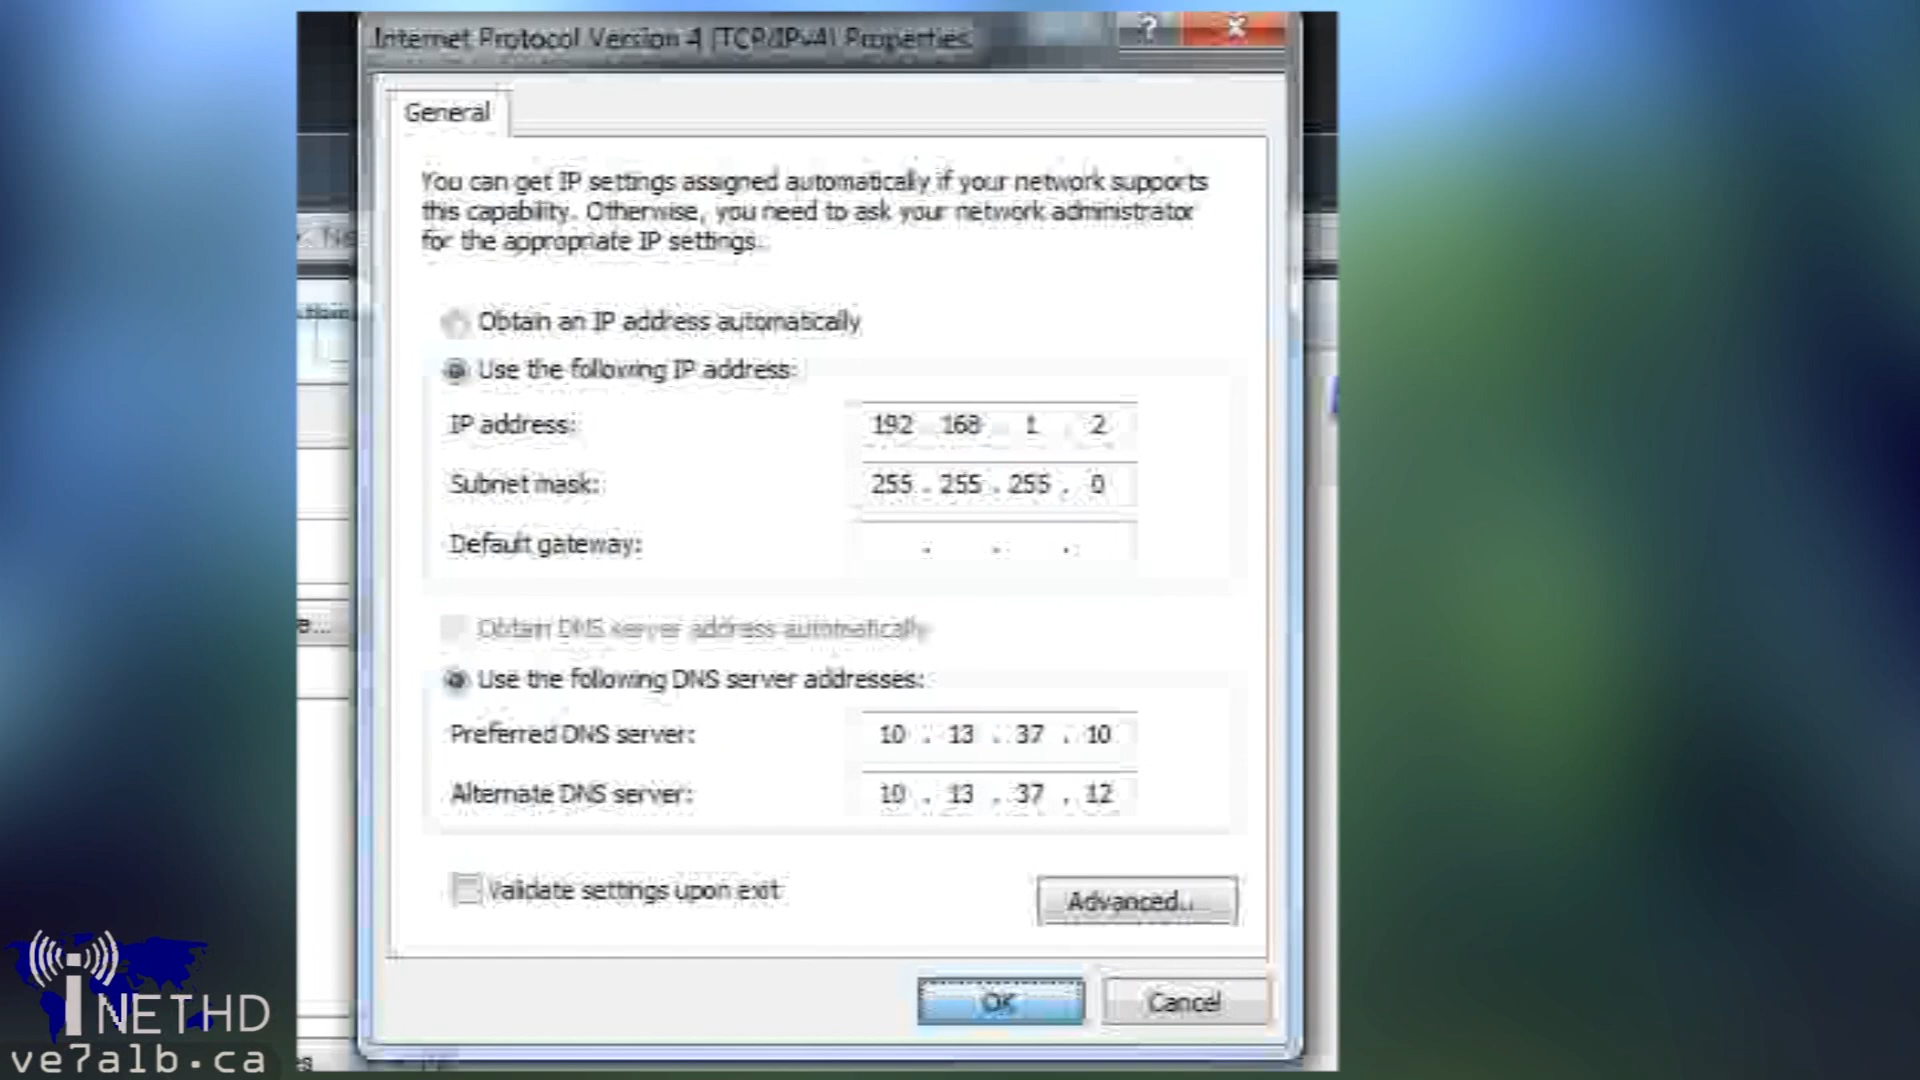 Internet Protocol Version 4 (TCP/IPv4) Properties
General
You can get IP settings assigned automatically if your network supports
this capability. Otherwise, you need to ask your network administrator
for the appropriate IP settings.
Obtain an IP address automatically
Use the following IP address:
IP address: 192 . 168 . 1 . 2
Subnet mask: 255 . 255 . 255 . 0
Default gateway: . . .
Obtain DNS server address automatically
Use the following DNS server addresses:
Preferred DNS server: 10 . 13 . 37 . 10
Alternate DNS server: 10 . 13 . 37 . 12
Validate settings upon exit
Advanced...
OK Cancel
iNETHD
ve7alb.ca